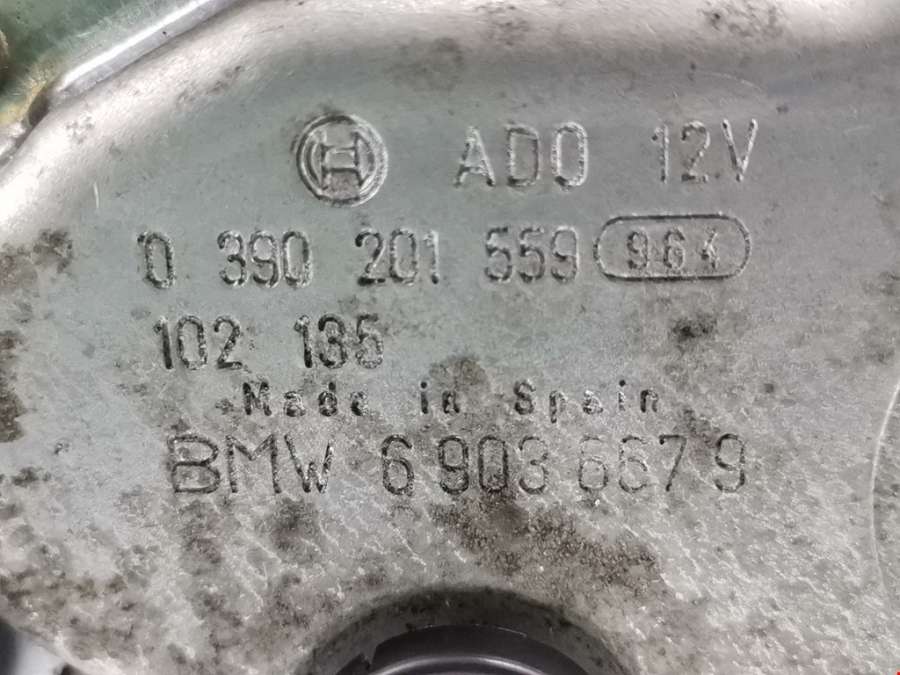 ADO 12V
0 390 201 559 964
102 135
Made in Spain
BMW 6 903 667 9